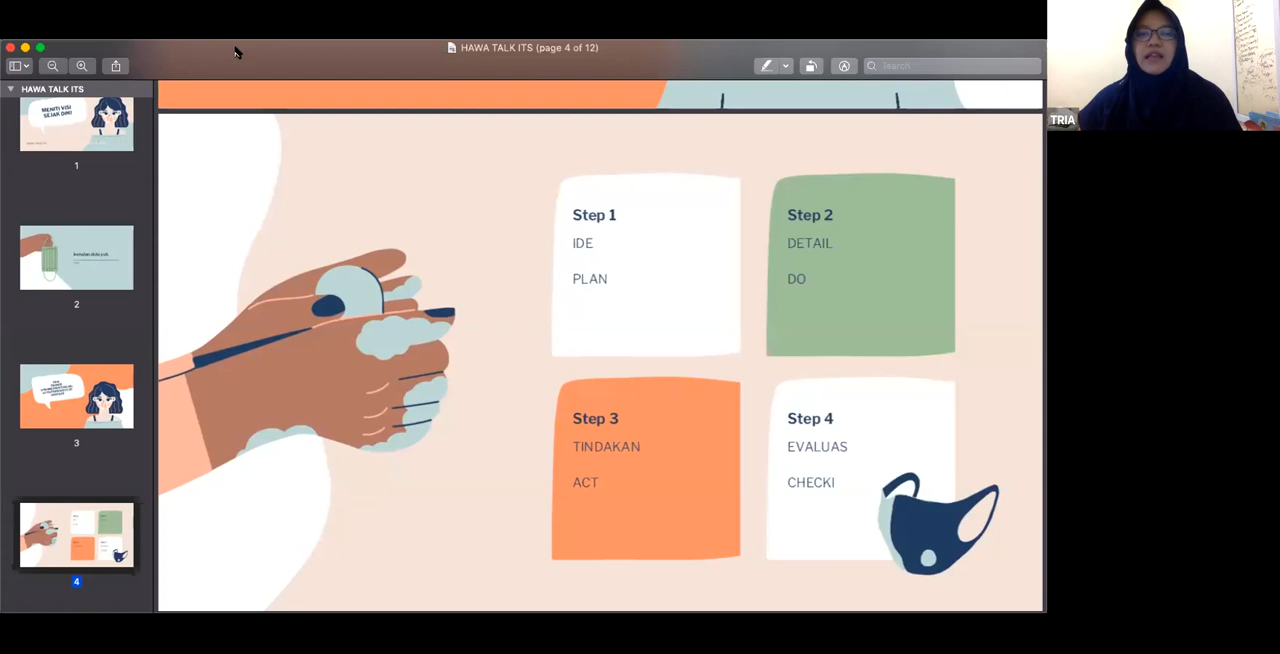 HAWA TALK ITS (page 4 of 12)
Search
HAWA TALK ITS
MENITI VISI
SEJAK DINI
1
2
3
4
Step 1
IDE
PLAN
Step 2
DETAIL
DO
Step 3
TINDAKAN
ACT
Step 4
EVALUAS
CHECKI
TRIA